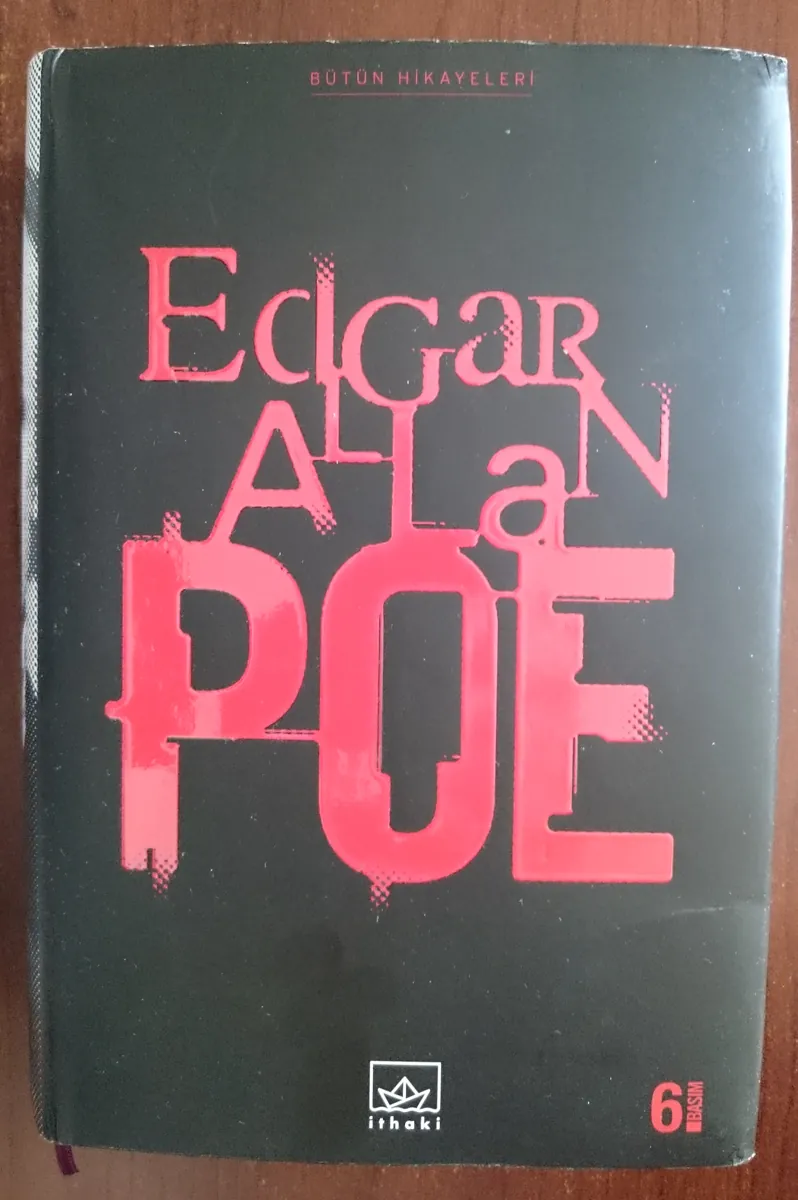 BÜTÜN HİKAYELERİ
EdGaR
ALLaN
POE
ithaki
6
BASIM